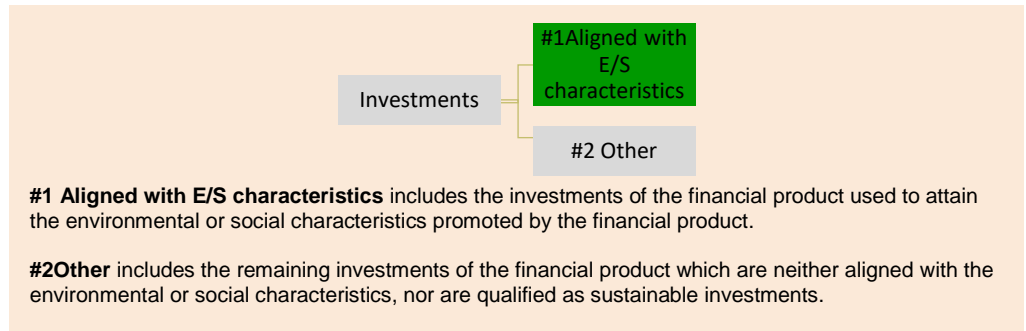 #1Aligned with
E/S
characteristics
Investments
#2 Other
#1 Aligned with E/S characteristics includes the investments of the financial product used to attain
the environmental or social characteristics promoted by the financial product.
#2Other includes the remaining investments of the financial product which are neither aligned with the
environmental or social characteristics, nor are qualified as sustainable investments.